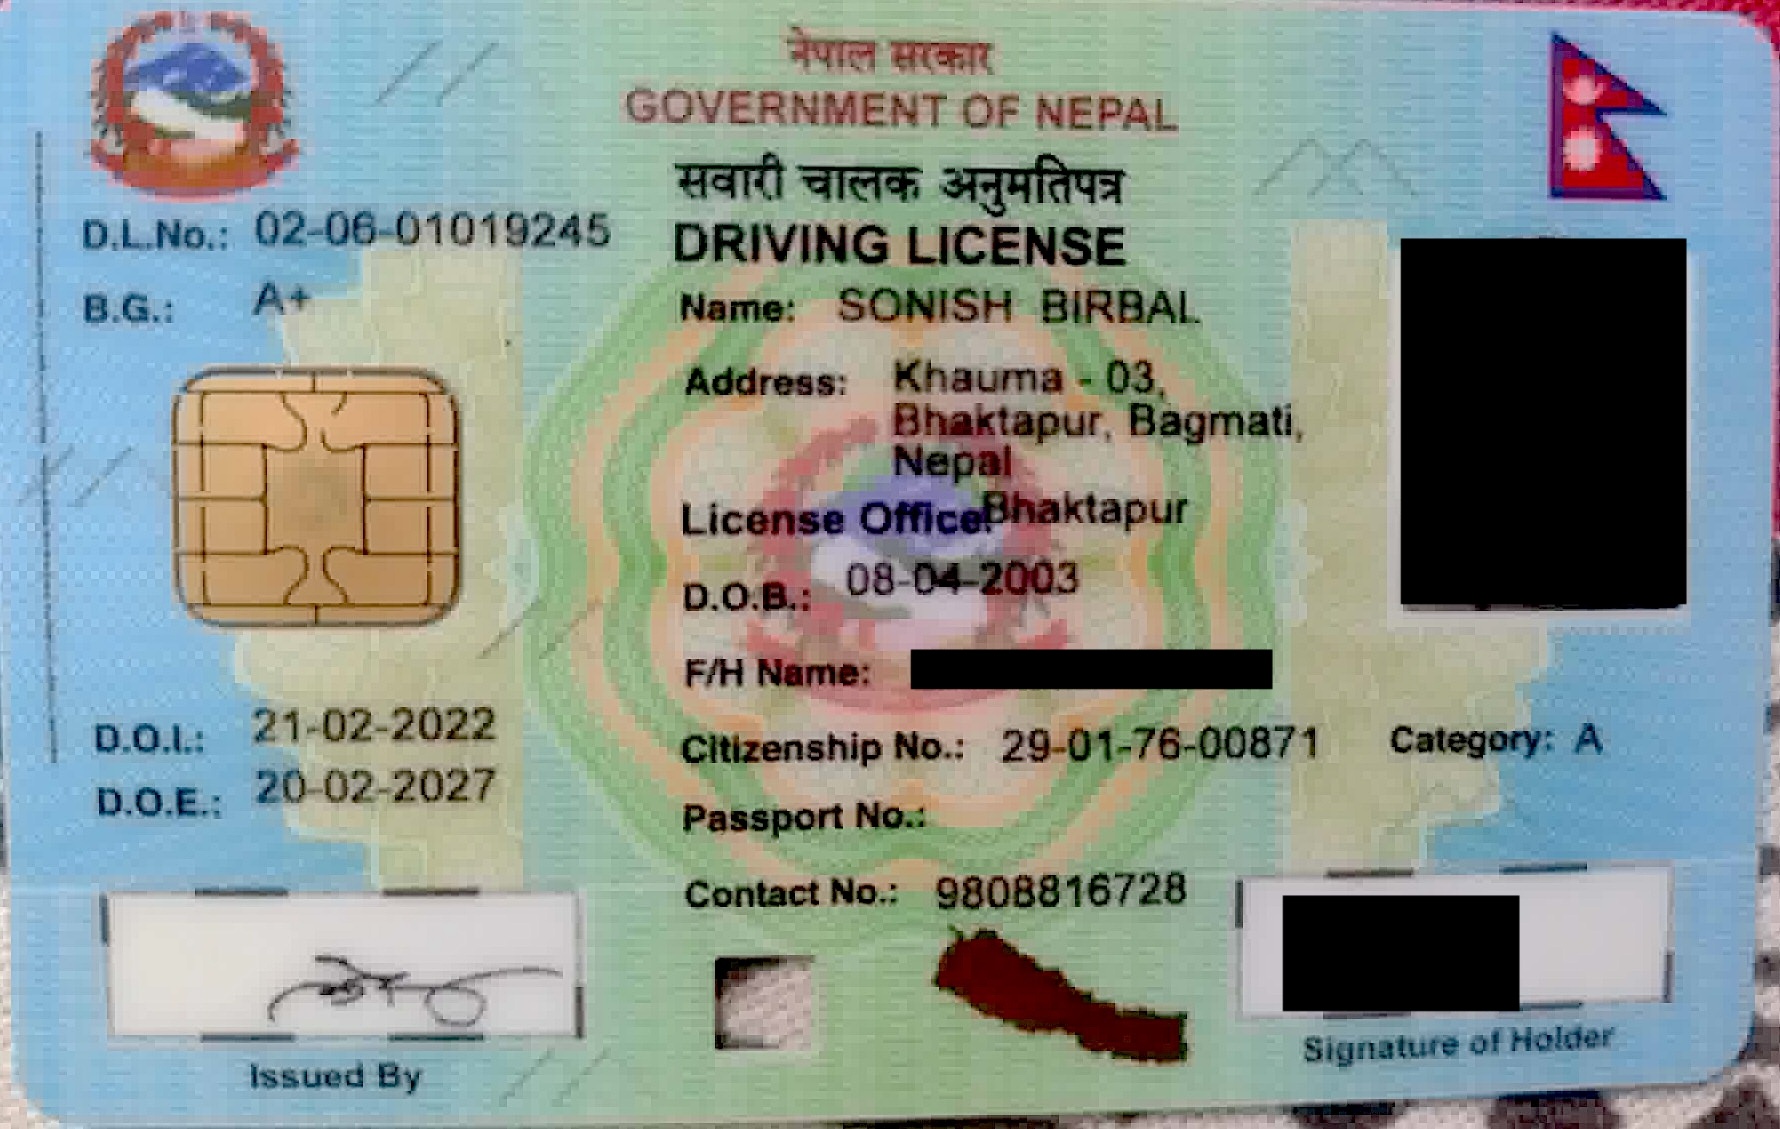 नेपाल सरकार
GOVERNMENT OF NEPAL
सवारी चालक अनुमतिपत्र
DRIVING LICENSE
D.L.No.: 02-06-01019245
B.G.: A+
Name: SONISH BIRBAL
Address: Khauma - 03,
Bhaktapur, Bagmati,
Nepal
License Office: Bhaktapur
D.O.B.: 08-04-2003
F/H Name:
D.O.I.: 21-02-2022
D.O.E.: 20-02-2027
Citizenship No.: 29-01-76-00871
Category: A
Passport No.:
Contact No.: 9808816728
Issued By
Signature of Holder